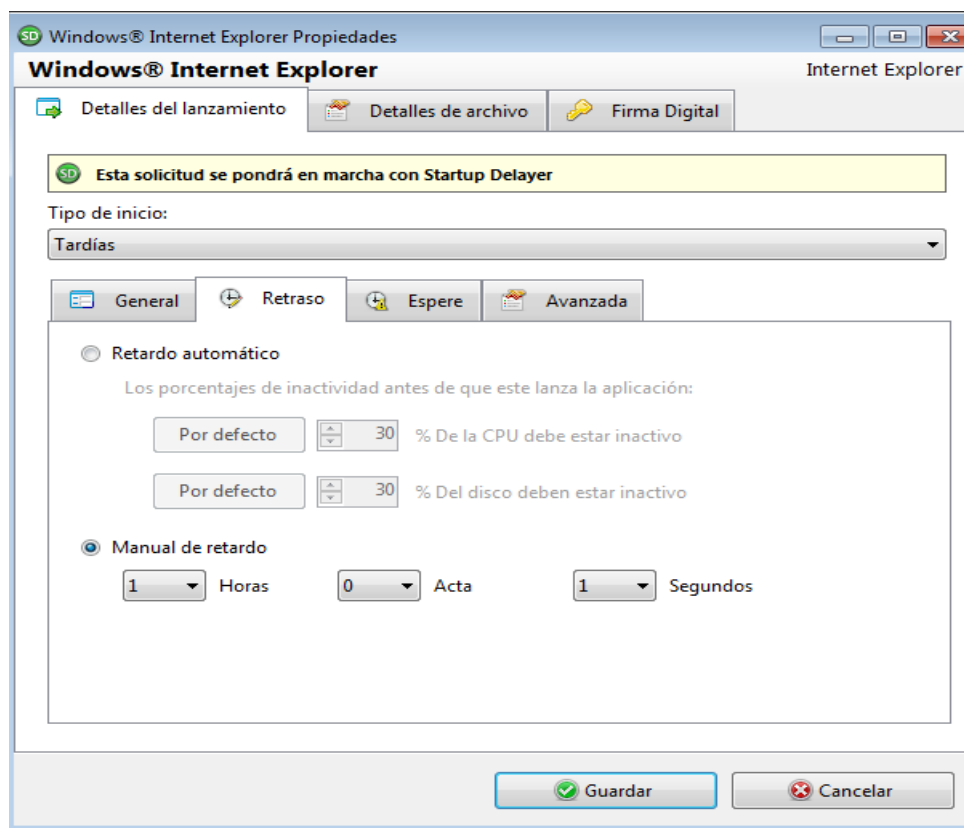 SD Windows® Internet Explorer Propiedades
Windows® Internet Explorer Internet Explorer
Detalles del lanzamiento Detalles de archivo Firma Digital
SD Esta solicitud se pondrá en marcha con Startup Delayer
Tipo de inicio:
Tardías
General Retraso Espere Avanzada
Retardo automático
Los porcentajes de inactividad antes de que este lanza la aplicación:
Por defecto 30 % De la CPU debe estar inactivo
Por defecto 30 % Del disco deben estar inactivo
Manual de retardo
1 Horas 0 Acta 1 Segundos
Guardar Cancelar